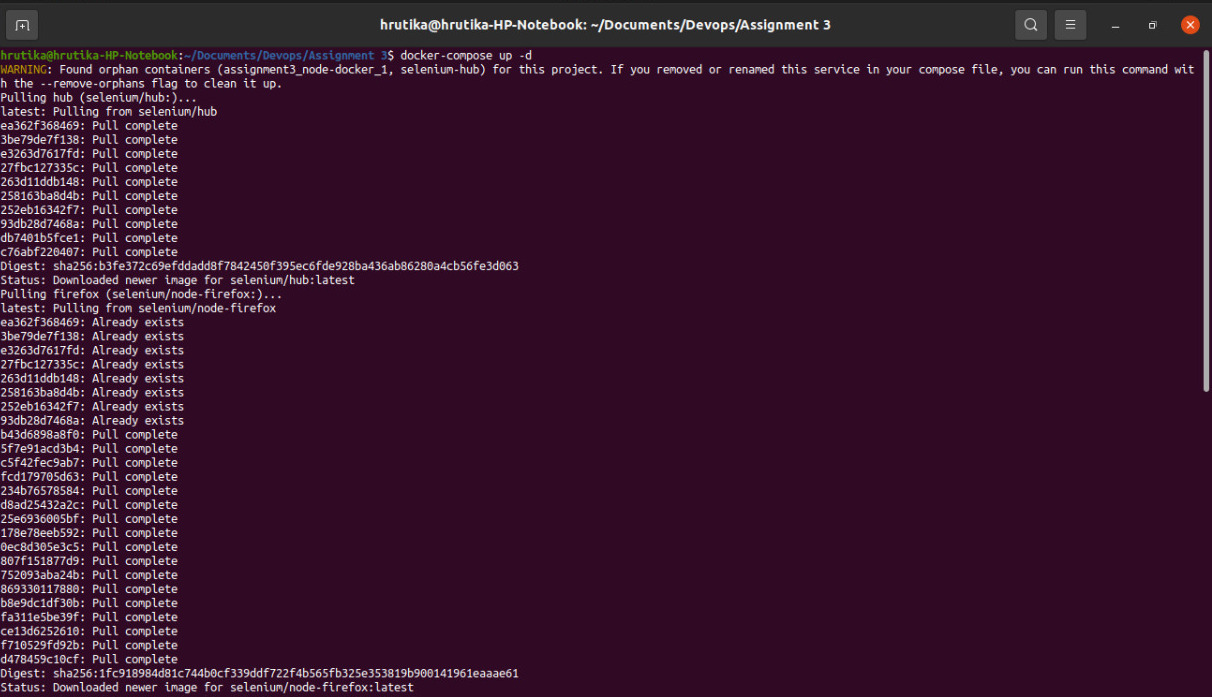 hrutika@hrutika-HP-Notebook: ~/Documents/Devops/Assignment 3
hrutika@hrutika-HP-Notebook:~/Documents/Devops/Assignment 3$ docker-compose up -d
WARNING: Found orphan containers (assignment3_node-docker_1, selenium-hub) for this project. If you removed or renamed this service in your compose file, you can run this command wit
h the --remove-orphans flag to clean it up.
Pulling hub (selenium/hub:)...
latest: Pulling from selenium/hub
ea362f368469: Pull complete
3be79de7f138: Pull complete
e3263d7617fd: Pull complete
27fbc127335c: Pull complete
263d11ddb148: Pull complete
258163ba8d4b: Pull complete
252eb16342f7: Pull complete
93db28d7468a: Pull complete
db7401b5fce1: Pull complete
c76abf220407: Pull complete
Digest: sha256:b3fe372c69efddadd8f7842450f395ec6fde928ba436ab86280a4cb56fe3d063
Status: Downloaded newer image for selenium/hub:latest
Pulling firefox (selenium/node-firefox:)...
latest: Pulling from selenium/node-firefox
ea362f368469: Already exists
3be79de7f138: Already exists
e3263d7617fd: Already exists
27fbc127335c: Already exists
263d11ddb148: Already exists
258163ba8d4b: Already exists
252eb16342f7: Already exists
93db28d7468a: Already exists
b43d6898a8f0: Pull complete
5f7e91acd3b4: Pull complete
c5f42fec9ab7: Pull complete
fcd179705d63: Pull complete
234b76578584: Pull complete
d8ad25432a2c: Pull complete
25e6936005bf: Pull complete
178e78eeb592: Pull complete
0ec8d305e3c5: Pull complete
807f151877d9: Pull complete
752093aba24b: Pull complete
869330117880: Pull complete
b8e9dc1df30b: Pull complete
fa311e5be39f: Pull complete
ce13d6252610: Pull complete
f710529fd92b: Pull complete
d478459c10cf: Pull complete
Digest: sha256:1fc918984d81c744b0cf339ddf722f4b565fb325e353819b900141961eaaae61
Status: Downloaded newer image for selenium/node-firefox:latest